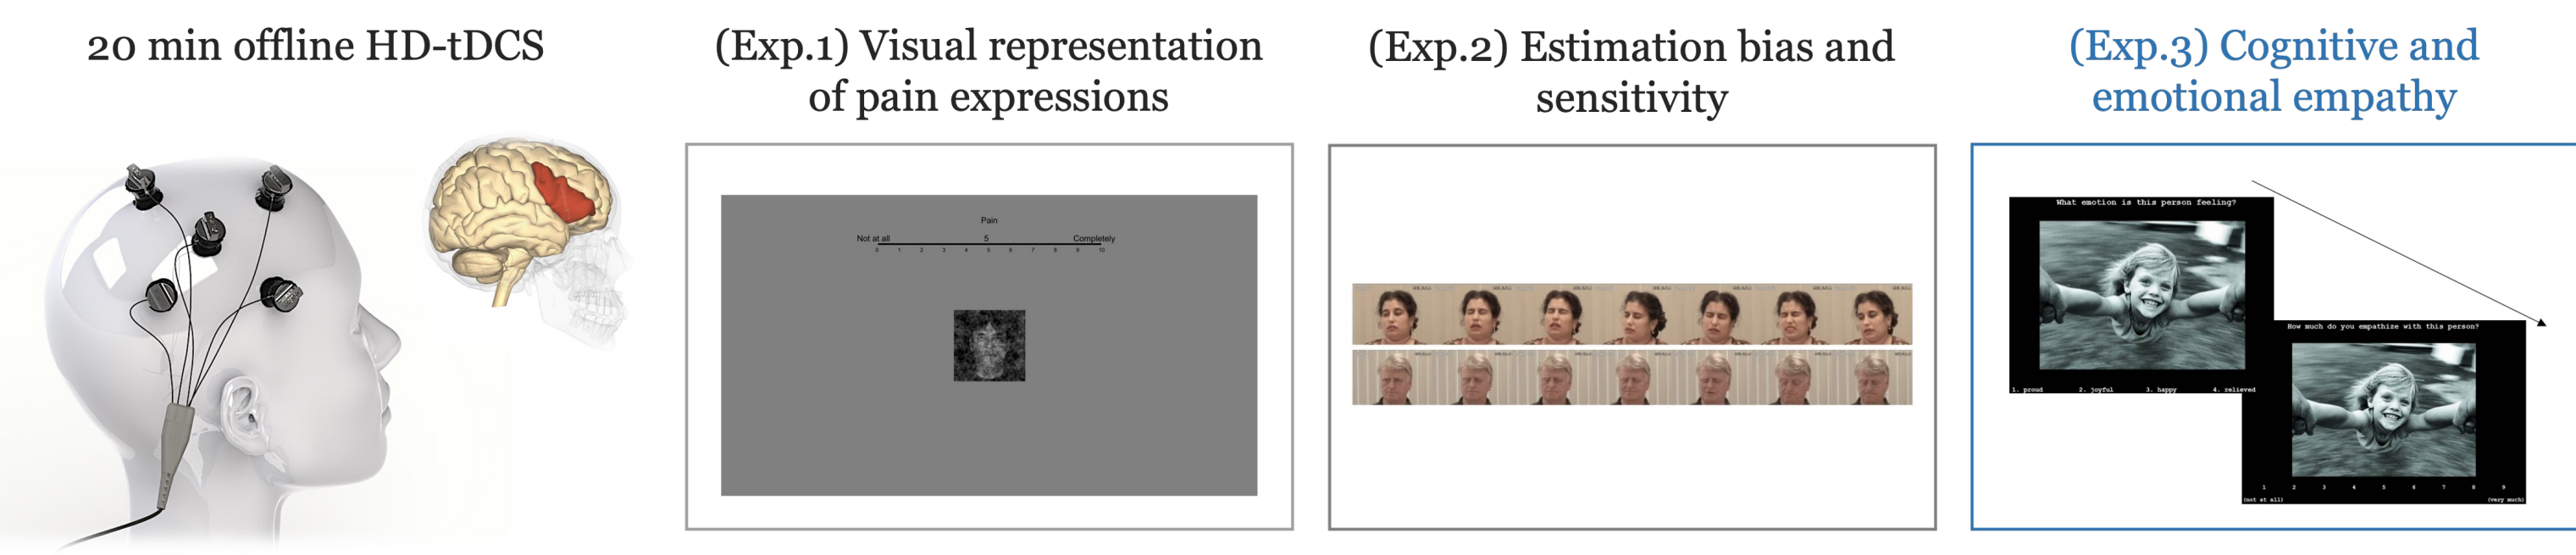 20 min offline HD-tDCS
(Exp.1) Visual representation
of pain expressions
Pain
Not at all 5 Completely
0 1 2 3 4 5 6 7 8 9 10
(Exp.2) Estimation bias and
sensitivity
(Exp.3) Cognitive and
emotional empathy
What emotion is this person feeling?
1. proud 2. joyful 3. happy 4. relieved
How much do you empathize with this person?
1 2 3 4 5 6 7 8 9
(not at all) (very much)